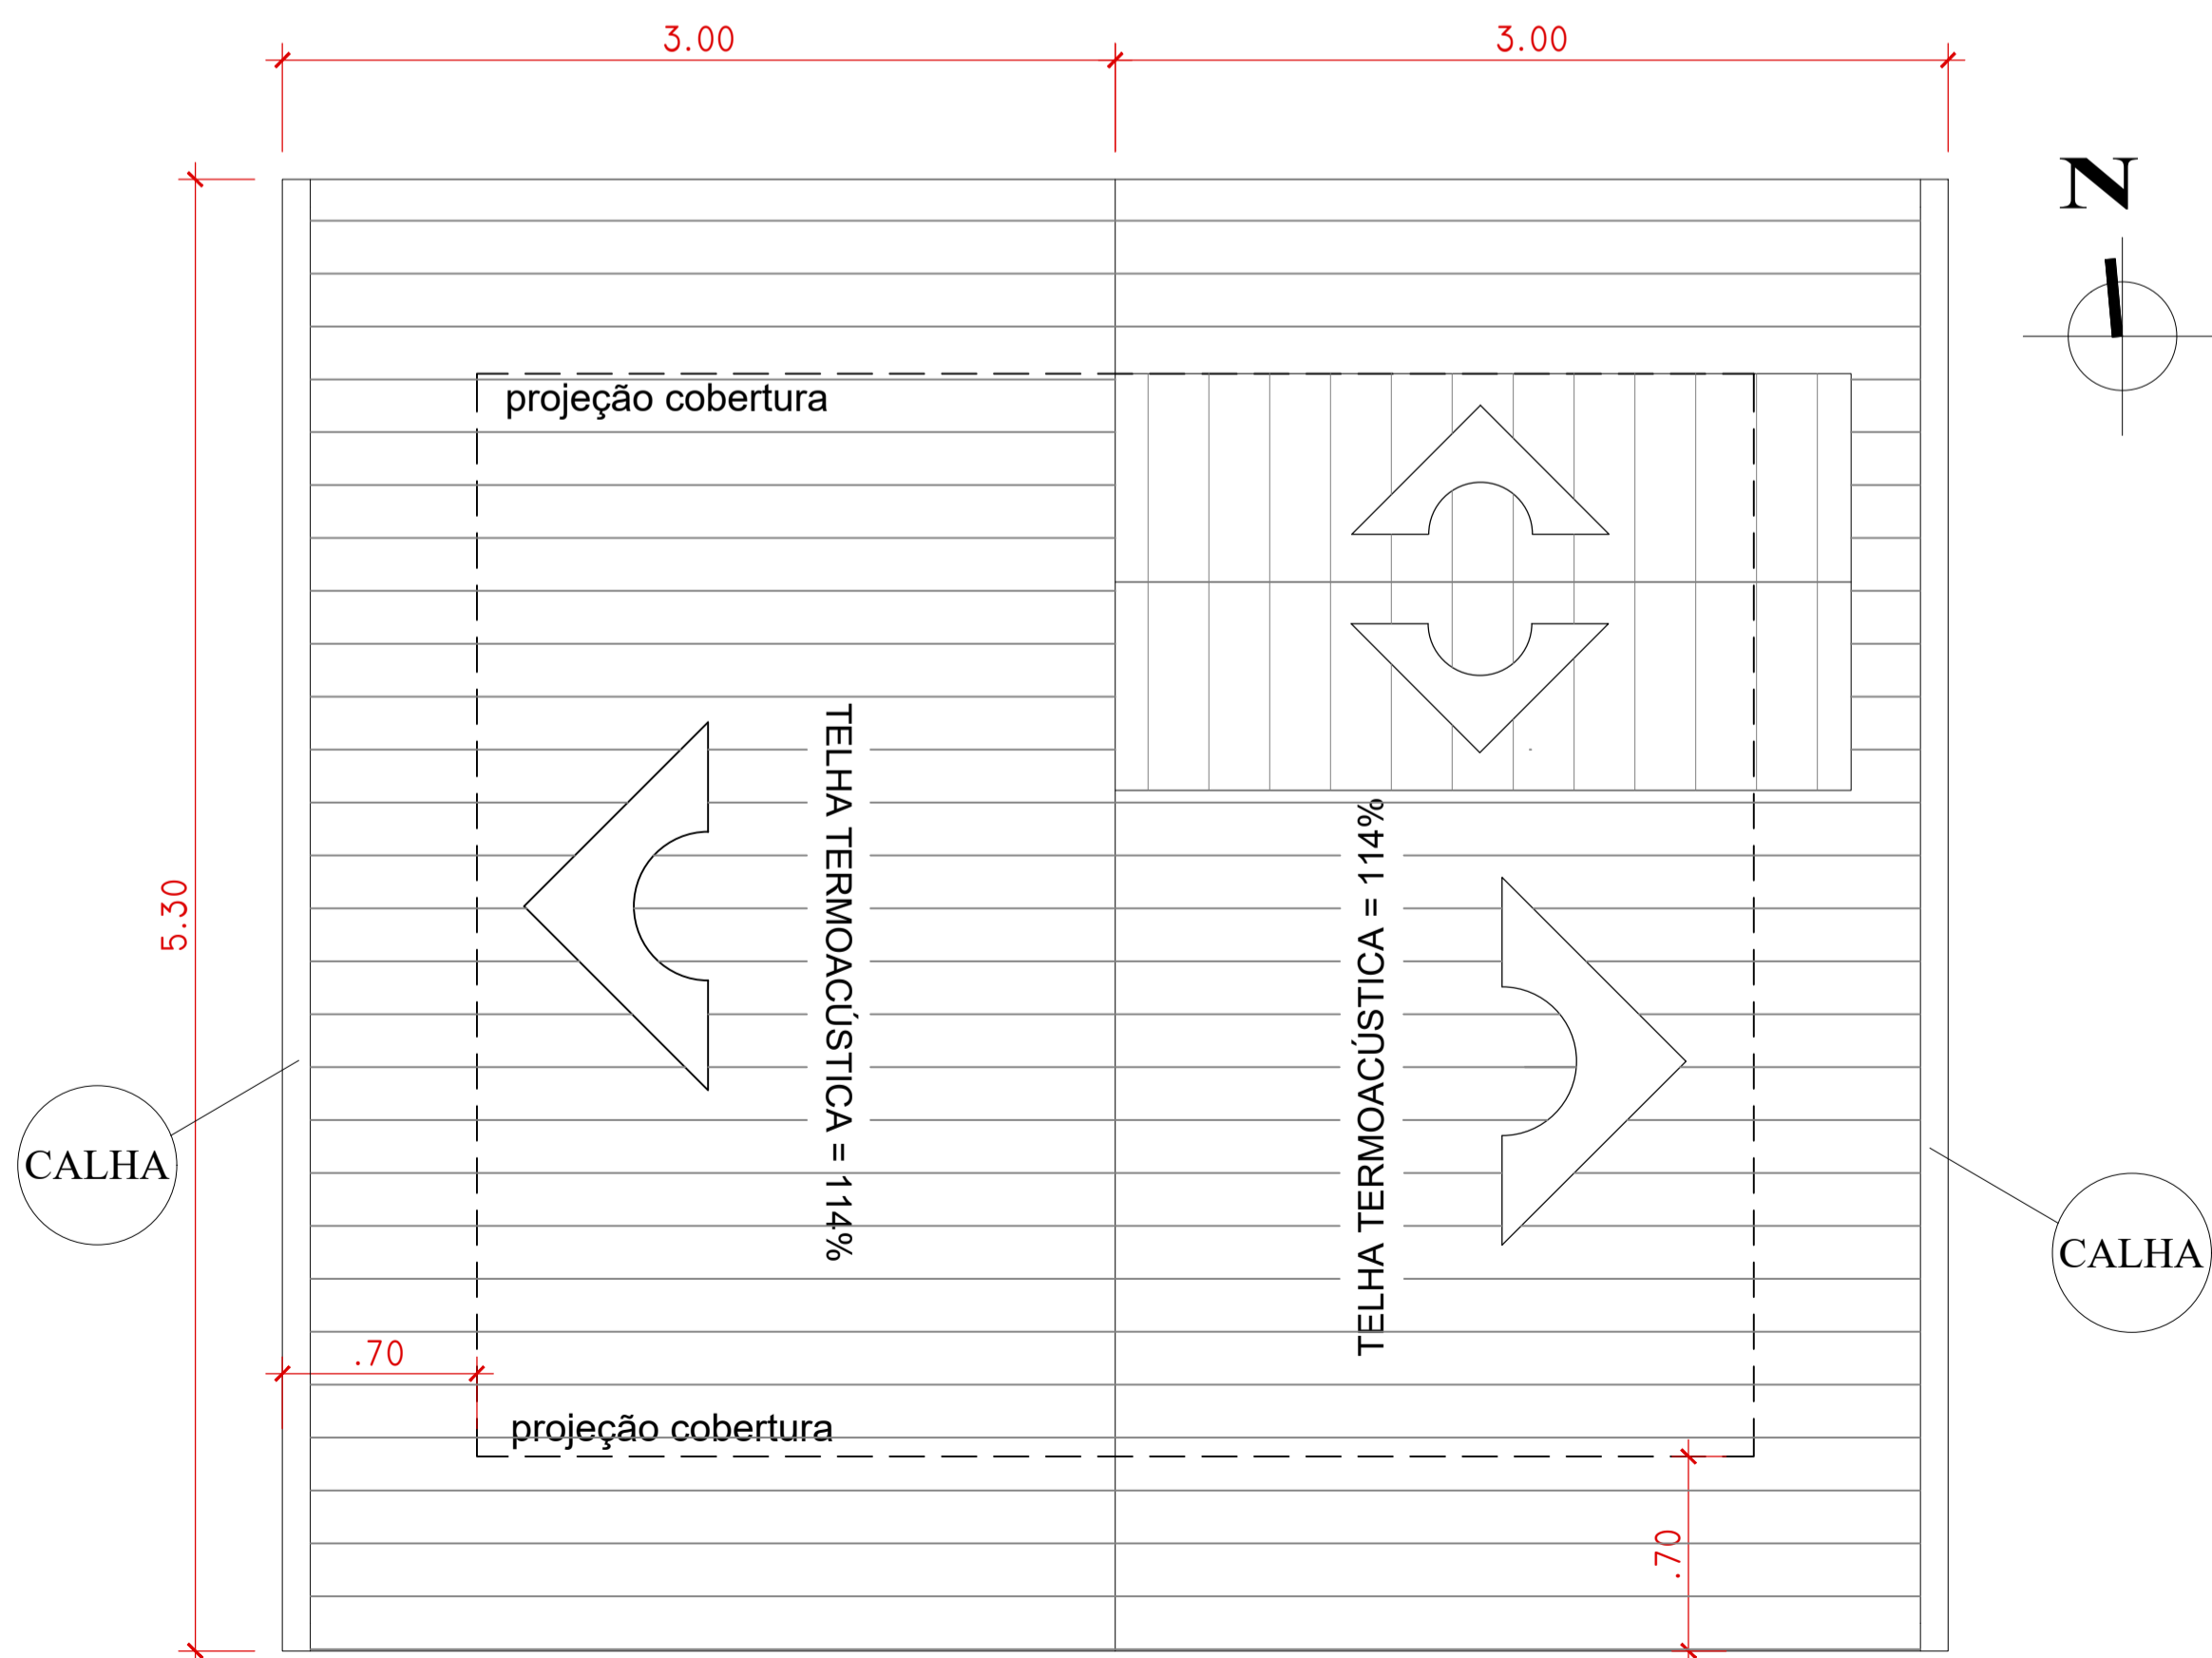 3.00
3.00
N
projeção cobertura
TELHA TERMOACÚSTICA = 114%
TELHA TERMOACÚSTICA = 114%
5.30
CALHA
CALHA
.70
projeção cobertura
.70